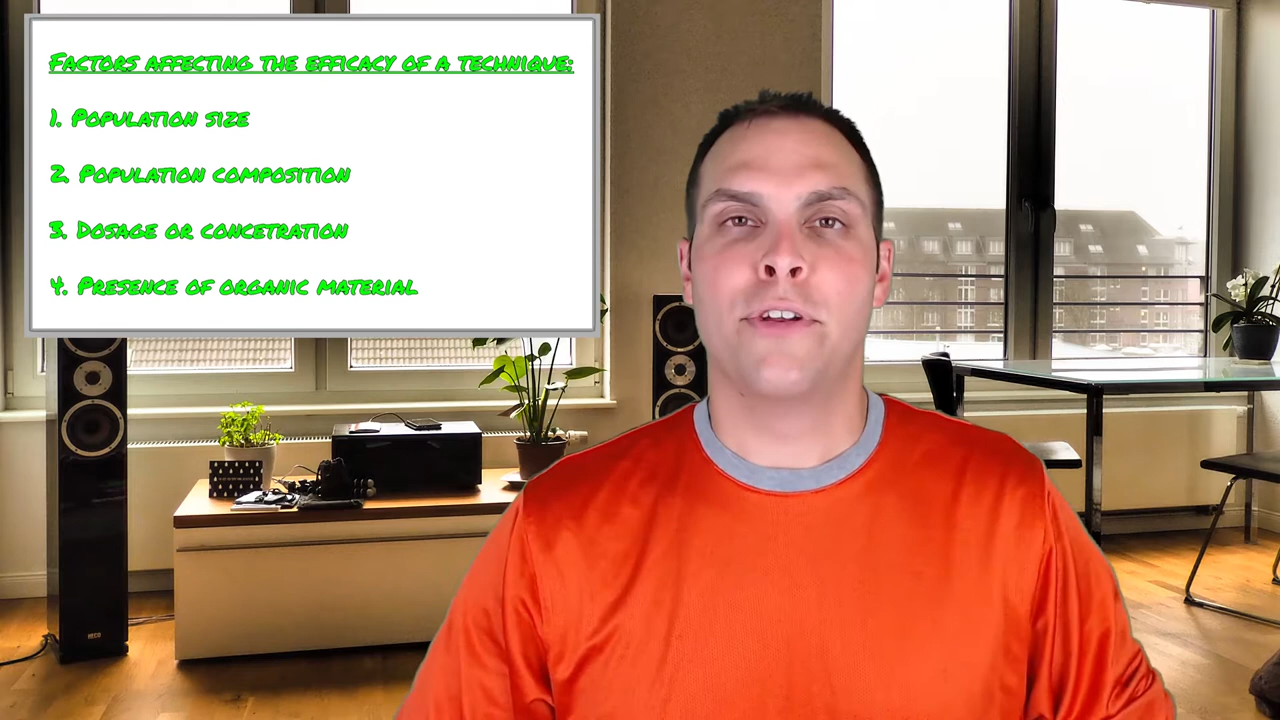 Factors affecting the efficacy of a technique:
1. Population size
2. Population composition
3. Dosage or concetration
4. Presence of organic material
HECO